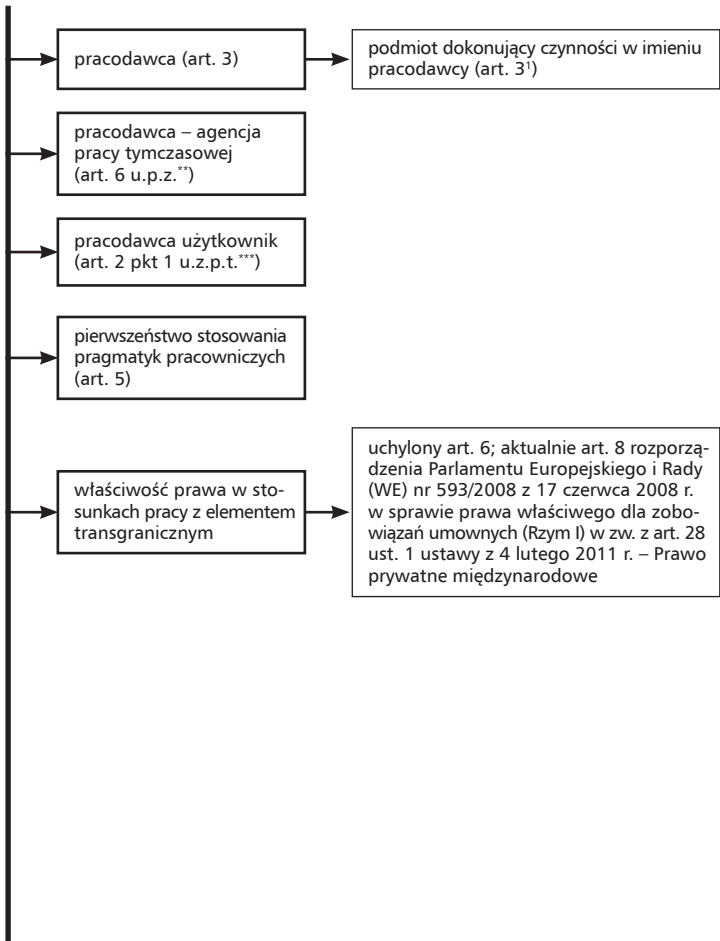 pracodawca (art. 3)
podmiot dokonujący czynności w imieniu
pracodawcy (art. 3¹)
pracodawca – agencja
pracy tymczasowej
(art. 6 u.p.z.**)
pracodawca użytkownik
(art. 2 pkt 1 u.z.p.t.***)
pierwszeństwo stosowania
pragmatyk pracowniczych
(art. 5)
właściwość prawa w sto-
sunkach pracy z elementem
transgranicznym
uchylony art. 6; aktualnie art. 8 rozporzą-
dzenia Parlamentu Europejskiego i Rady
(WE) nr 593/2008 z 17 czerwca 2008 r.
w sprawie prawa właściwego dla zobo-
wiązań umownych (Rzym I) w zw. z art. 28
ust. 1 ustawy z 4 lutego 2011 r. – Prawo
prywatne międzynarodowe